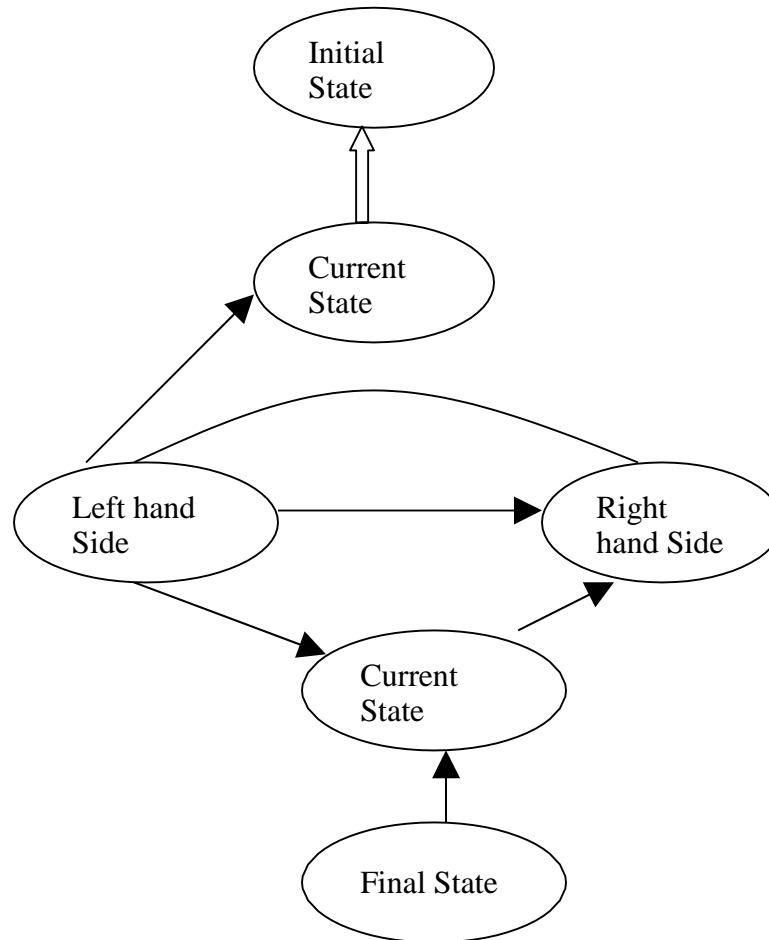 Initial
State
Current
State
Left hand
Side
Right
hand Side
Current
State
Final State